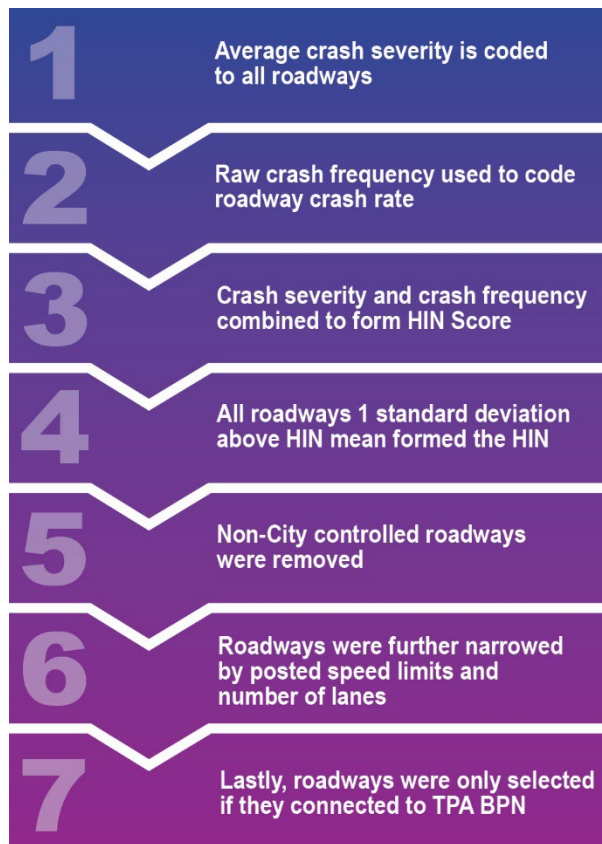 1
Average crash severity is coded
to all roadways
2
Raw crash frequency used to code
roadway crash rate
3
Crash severity and crash frequency
combined to form HIN Score
4
All roadways 1 standard deviation
above HIN mean formed the HIN
5
Non-City controlled roadways
were removed
6
Roadways were further narrowed
by posted speed limits and
number of lanes
7
Lastly, roadways were only selected
if they connected to TPA BPN